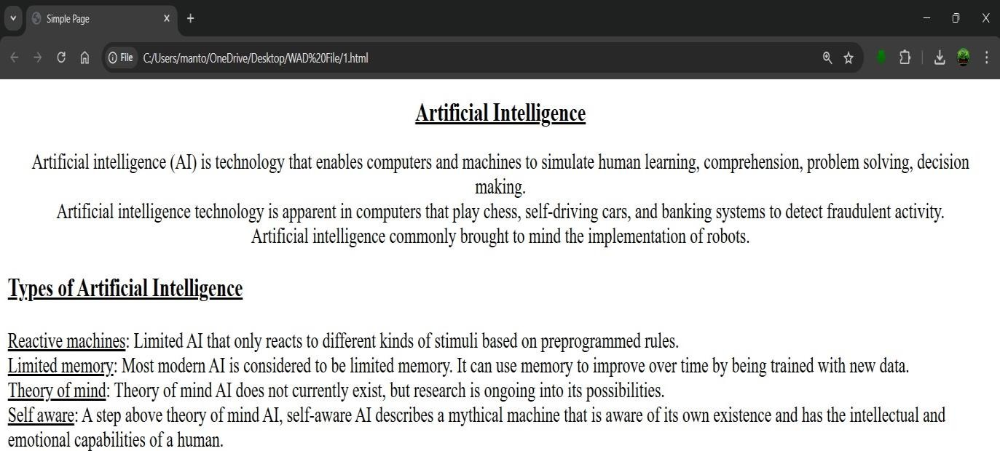 Simple Page
File C:/Users/manto/OneDrive/Desktop/WAD%20File/1.html
Artificial Intelligence
Artificial intelligence (AI) is technology that enables computers and machines to simulate human learning, comprehension, problem solving, decision
making.
Artificial intelligence technology is apparent in computers that play chess, self-driving cars, and banking systems to detect fraudulent activity.
Artificial intelligence commonly brought to mind the implementation of robots.
Types of Artificial Intelligence
Reactive machines: Limited AI that only reacts to different kinds of stimuli based on preprogrammed rules.
Limited memory: Most modern AI is considered to be limited memory. It can use memory to improve over time by being trained with new data.
Theory of mind: Theory of mind AI does not currently exist, but research is ongoing into its possibilities.
Self aware: A step above theory of mind AI, self-aware AI describes a mythical machine that is aware of its own existence and has the intellectual and
emotional capabilities of a human.